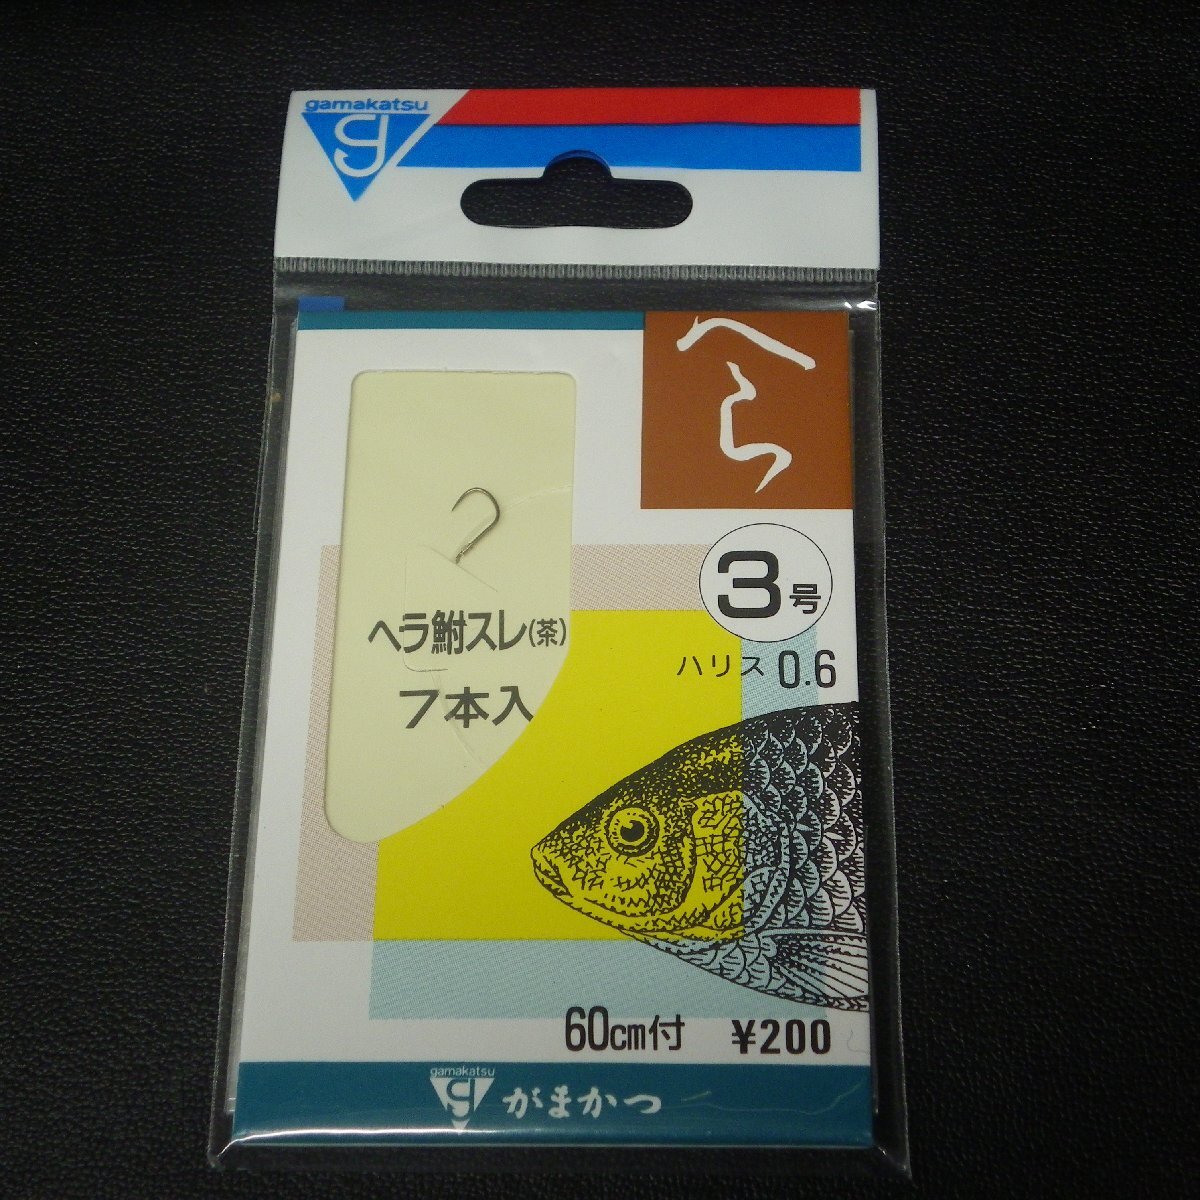 gamakatsu
g
へら
3号
ハリス 0.6
ヘラ鮒スレ(茶)
7本入
60cm付 ¥200
gamakatsu
g がまかつ